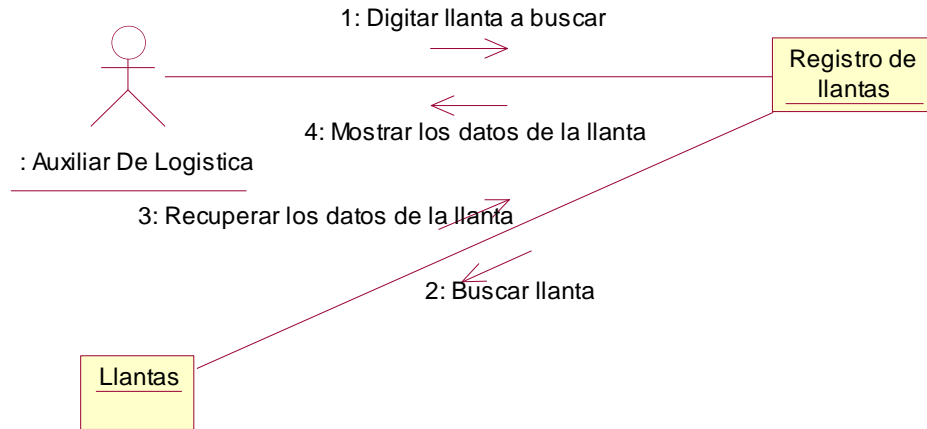 1: Digitar llanta a buscar
Registro de
llantas
4: Mostrar los datos de la llanta
: Auxiliar De Logistica
3: Recuperar los datos de la llanta
2: Buscar llanta
Llantas